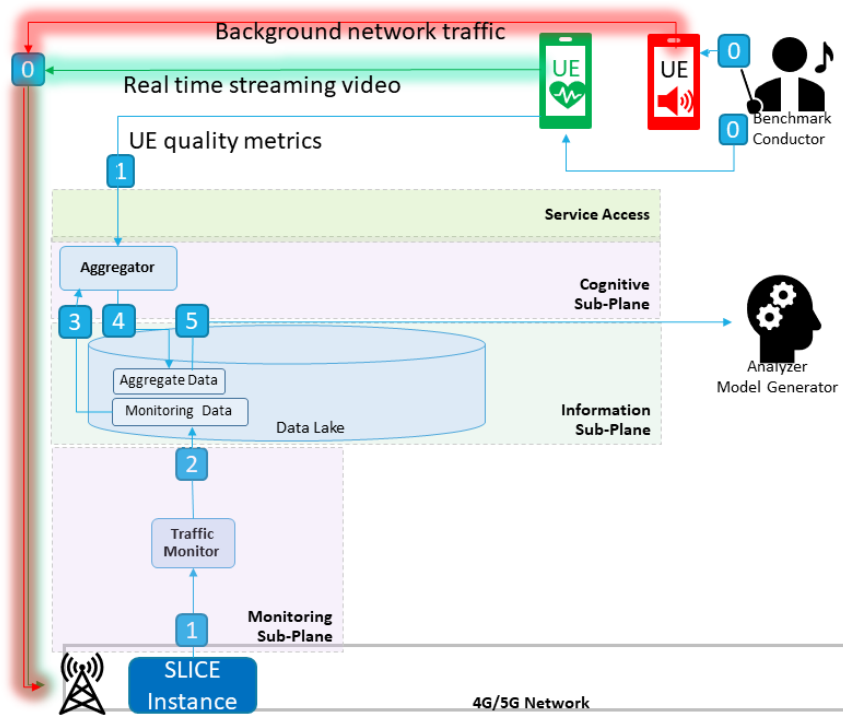 Background network traffic
0
Real time streaming video
UE
UE
0
0
Benchmark
Conductor
UE quality metrics
1
Service Access
Aggregator
Cognitive
Sub-Plane
3
4
5
Aggregate Data
Monitoring Data
Data Lake
Information
Sub-Plane
Analyzer
Model Generator
2
Traffic
Monitor
1
Monitoring
Sub-Plane
SLICE
Instance
4G/5G Network